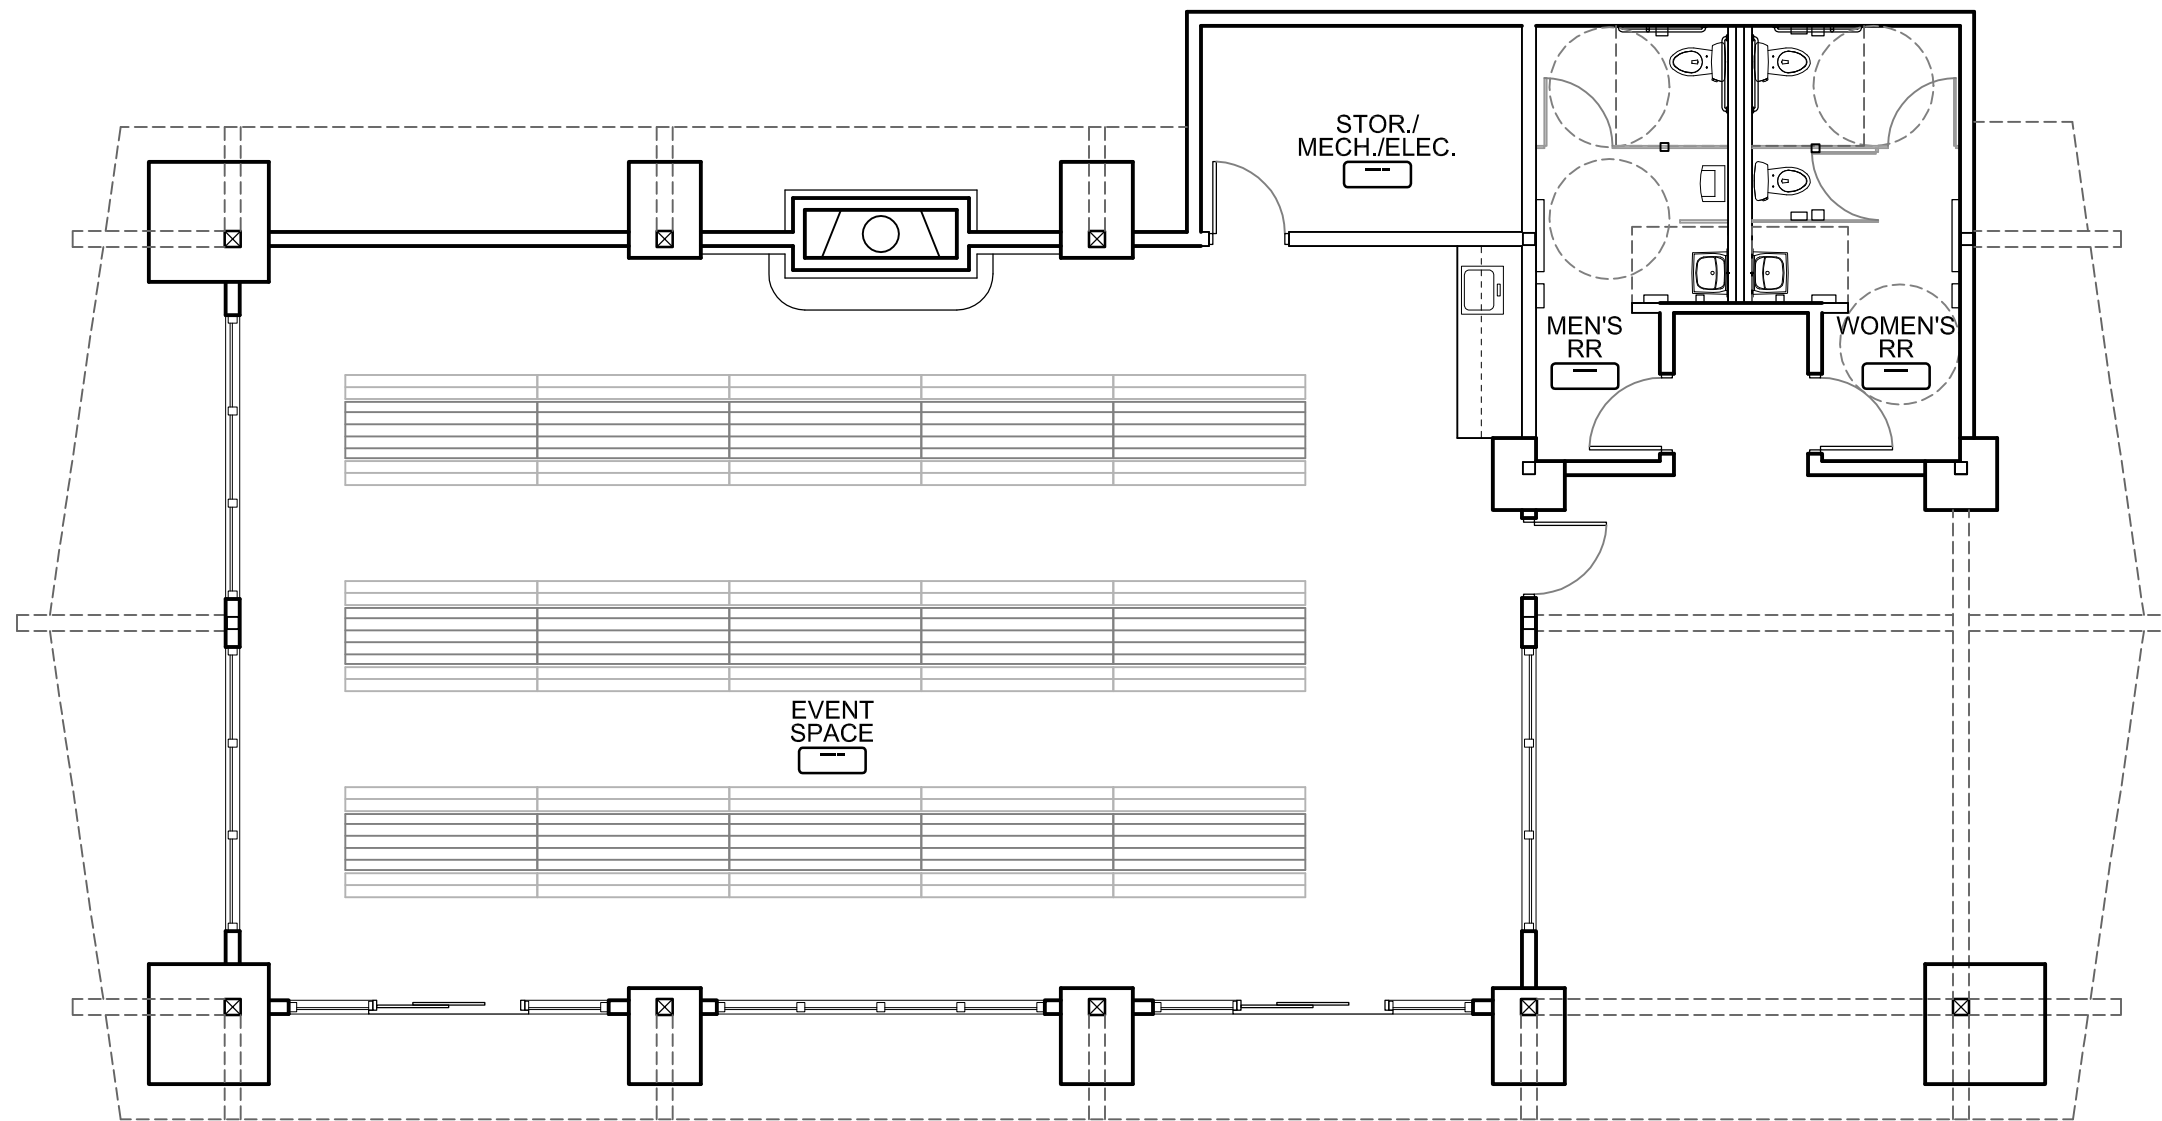 STOR./
MECH./ELEC.
MEN'S
RR
WOMEN'S
RR
EVENT
SPACE